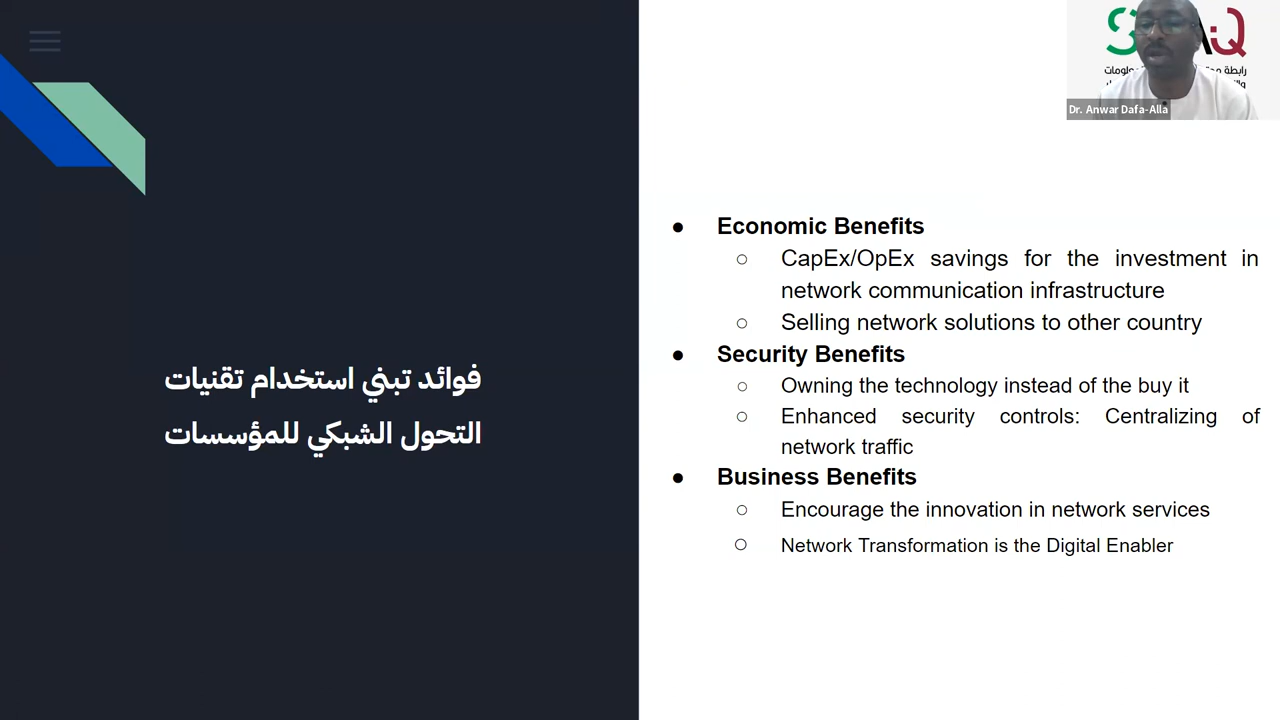 فوائد تبني استخدام تقنيات
التحول الشبكي للمؤسسات
● Economic Benefits
○ CapEx/OpEx savings for the investment in
network communication infrastructure
○ Selling network solutions to other country
● Security Benefits
○ Owning the technology instead of the buy it
○ Enhanced security controls: Centralizing of
network traffic
● Business Benefits
○ Encourage the innovation in network services
○ Network Transformation is the Digital Enabler
رابطة
Dr. Anwar Dafa-Alla